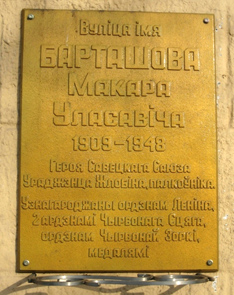 Вуліца імя
БАРТАШОВА
Макара
Уласавіча
1909-1948
Героя Савецкага Саюза
Ураджэнца Жлобіна, палкоўніка.
Узнагароджаны ордэнам Леніна,
2 ардэнамі Чырвонага Сцяга,
ордэнам Чырвонай Зоркі,
медалямі